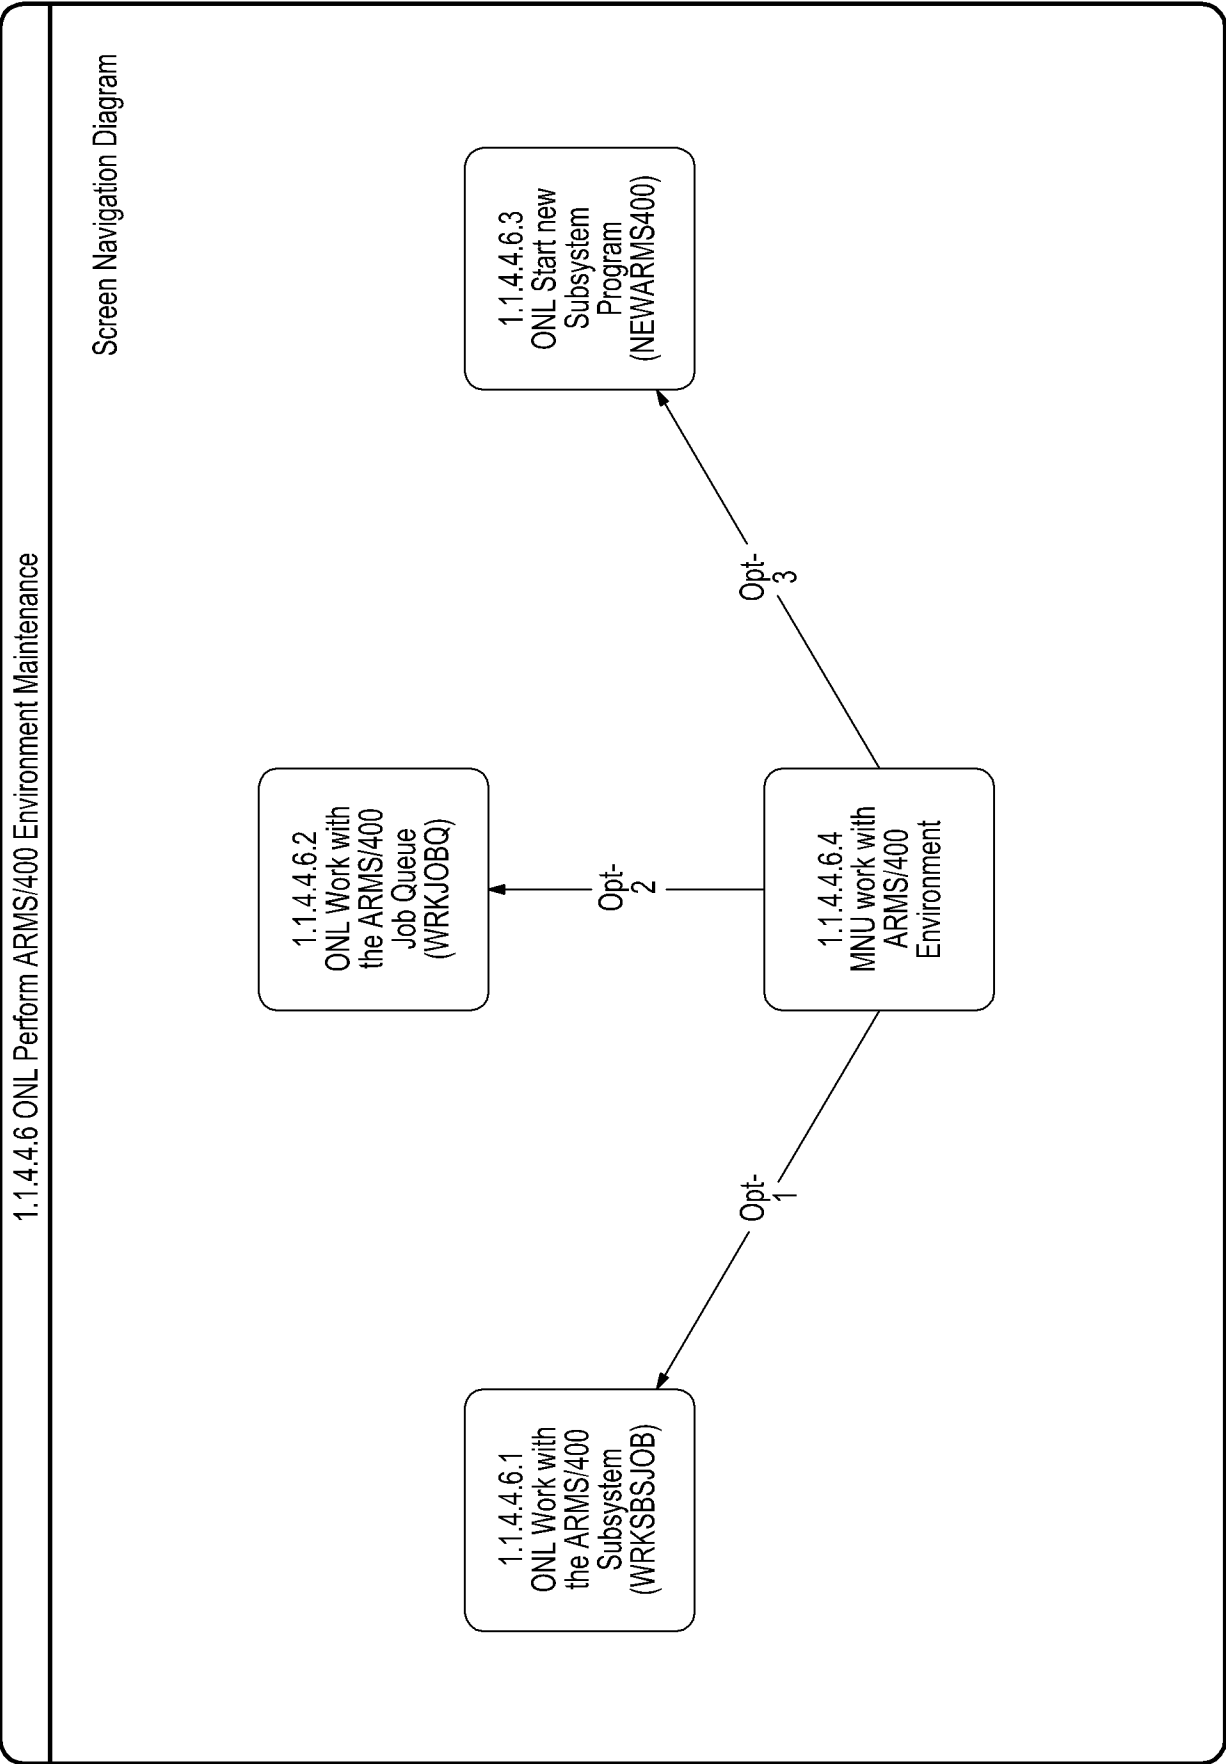 1.1.4.4.6 ONL Perform ARMS/400 Environment Maintenance
Screen Navigation Diagram
1.1.4.4.6.2
ONL Work with
the ARMS/400
Job Queue
(WRKJOBQ)
1.1.4.4.6.1
ONL Work with
the ARMS/400
Subsystem
(WRKSBSJOB)
1.1.4.4.6.3
ONL Start new
Subsystem
Program
(NEWARMS400)
Opt-
2
Opt-
1
Opt-
3
1.1.4.4.6.4
MNU work with
ARMS/400
Environment